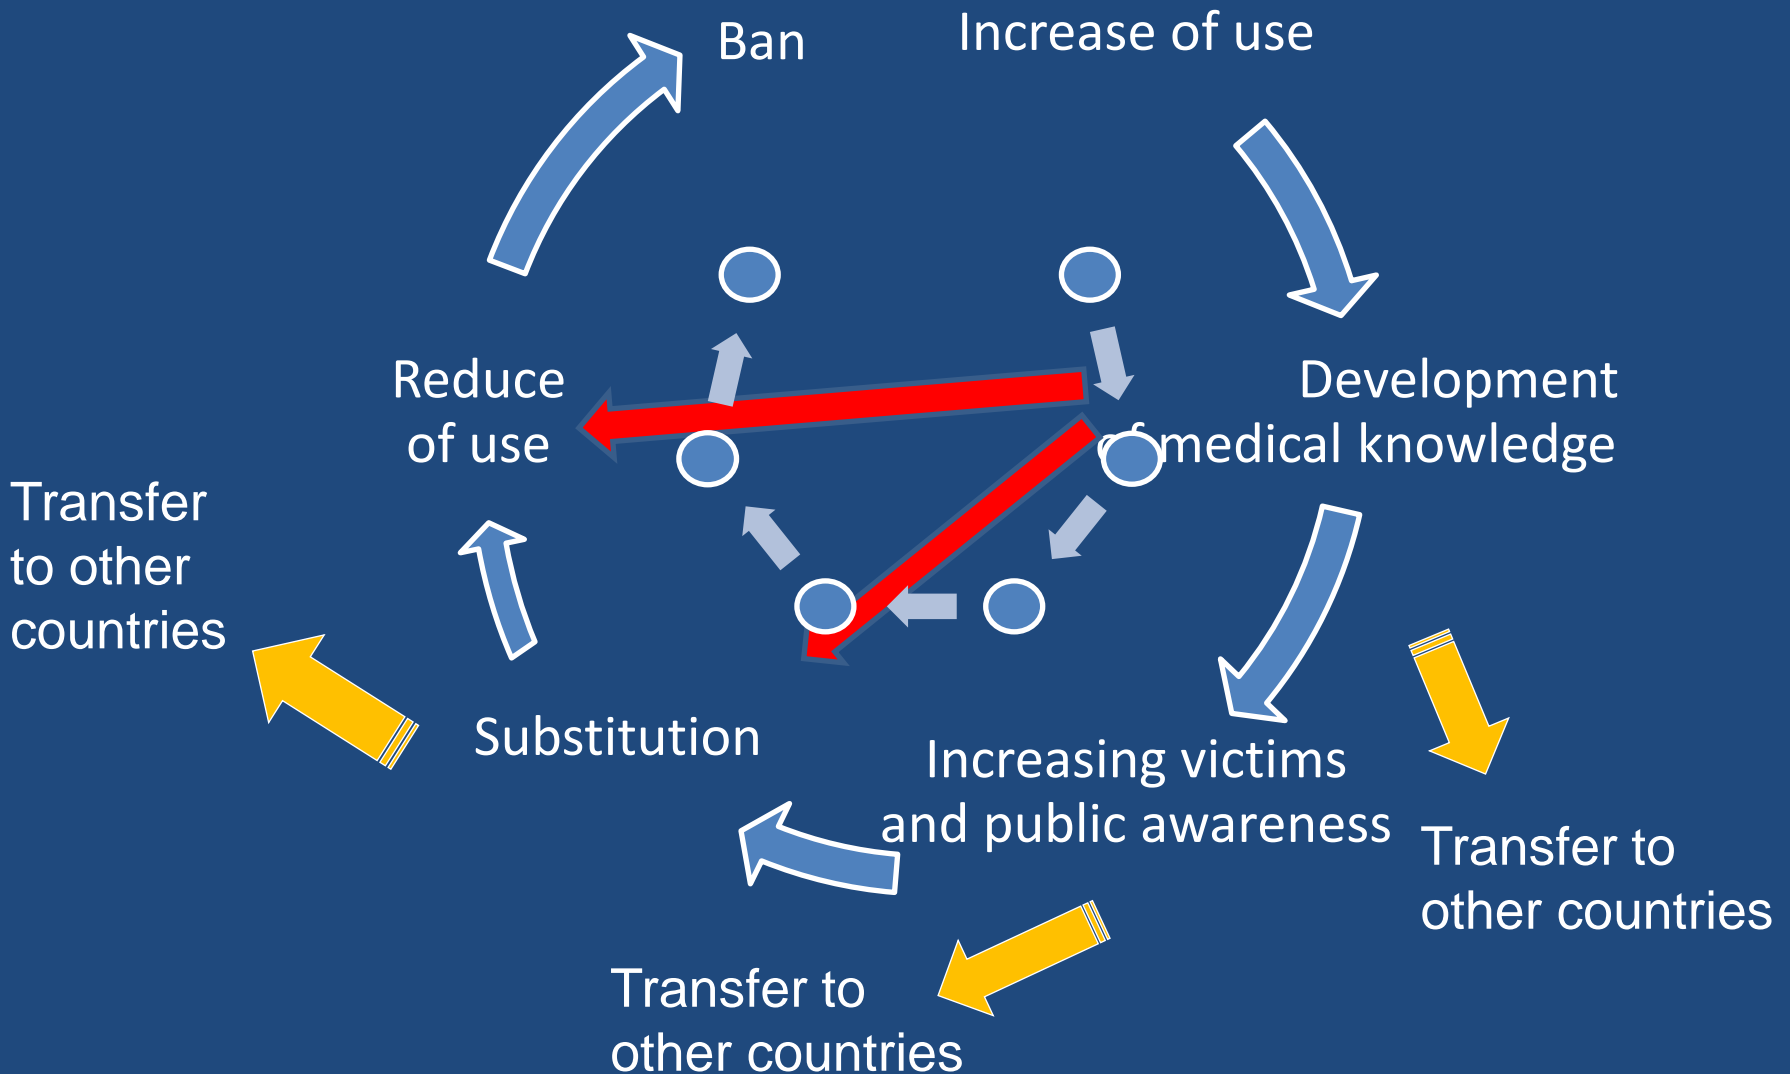 Ban
Increase of use
Reduce
of use
Development
of medical knowledge
Transfer
to other
countries
Substitution
Increasing victims
and public awareness
Transfer to
other countries
Transfer to
other countries